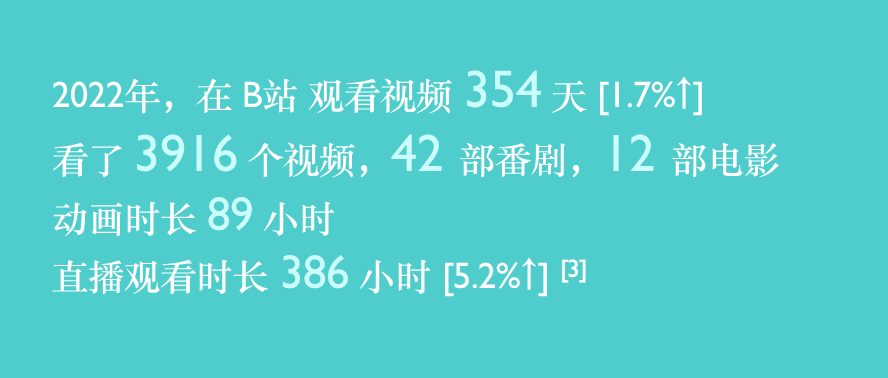 2022年，在 B站 观看视频 354 天 [1.7%↑]
看了 3916 个视频，42 部番剧，12 部电影
动画时长 89 小时
直播观看时长 386 小时 [5.2%↑] [3]